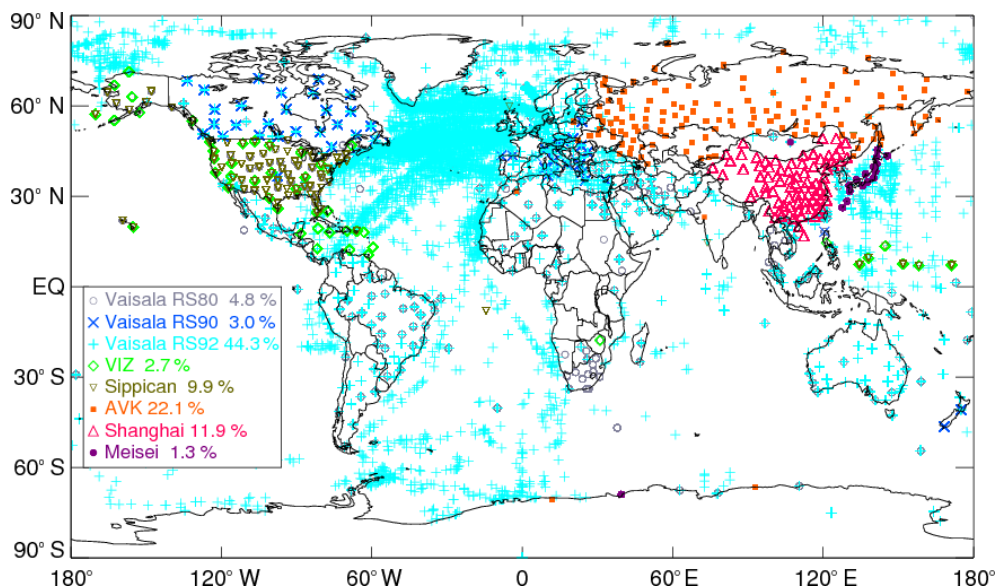 90° N
60° N
30° N
EQ
30° S
60° S
90° S
Vaisala RS80 4.8 %
Vaisala RS90 3.0 %
Vaisala RS92 44.3 %
VIZ 2.7 %
Sippican 9.9 %
AVK 22.1 %
Shanghai 11.9 %
Meisei 1.3 %
180° 120° W 60° W 0 60° E 120° E 180°